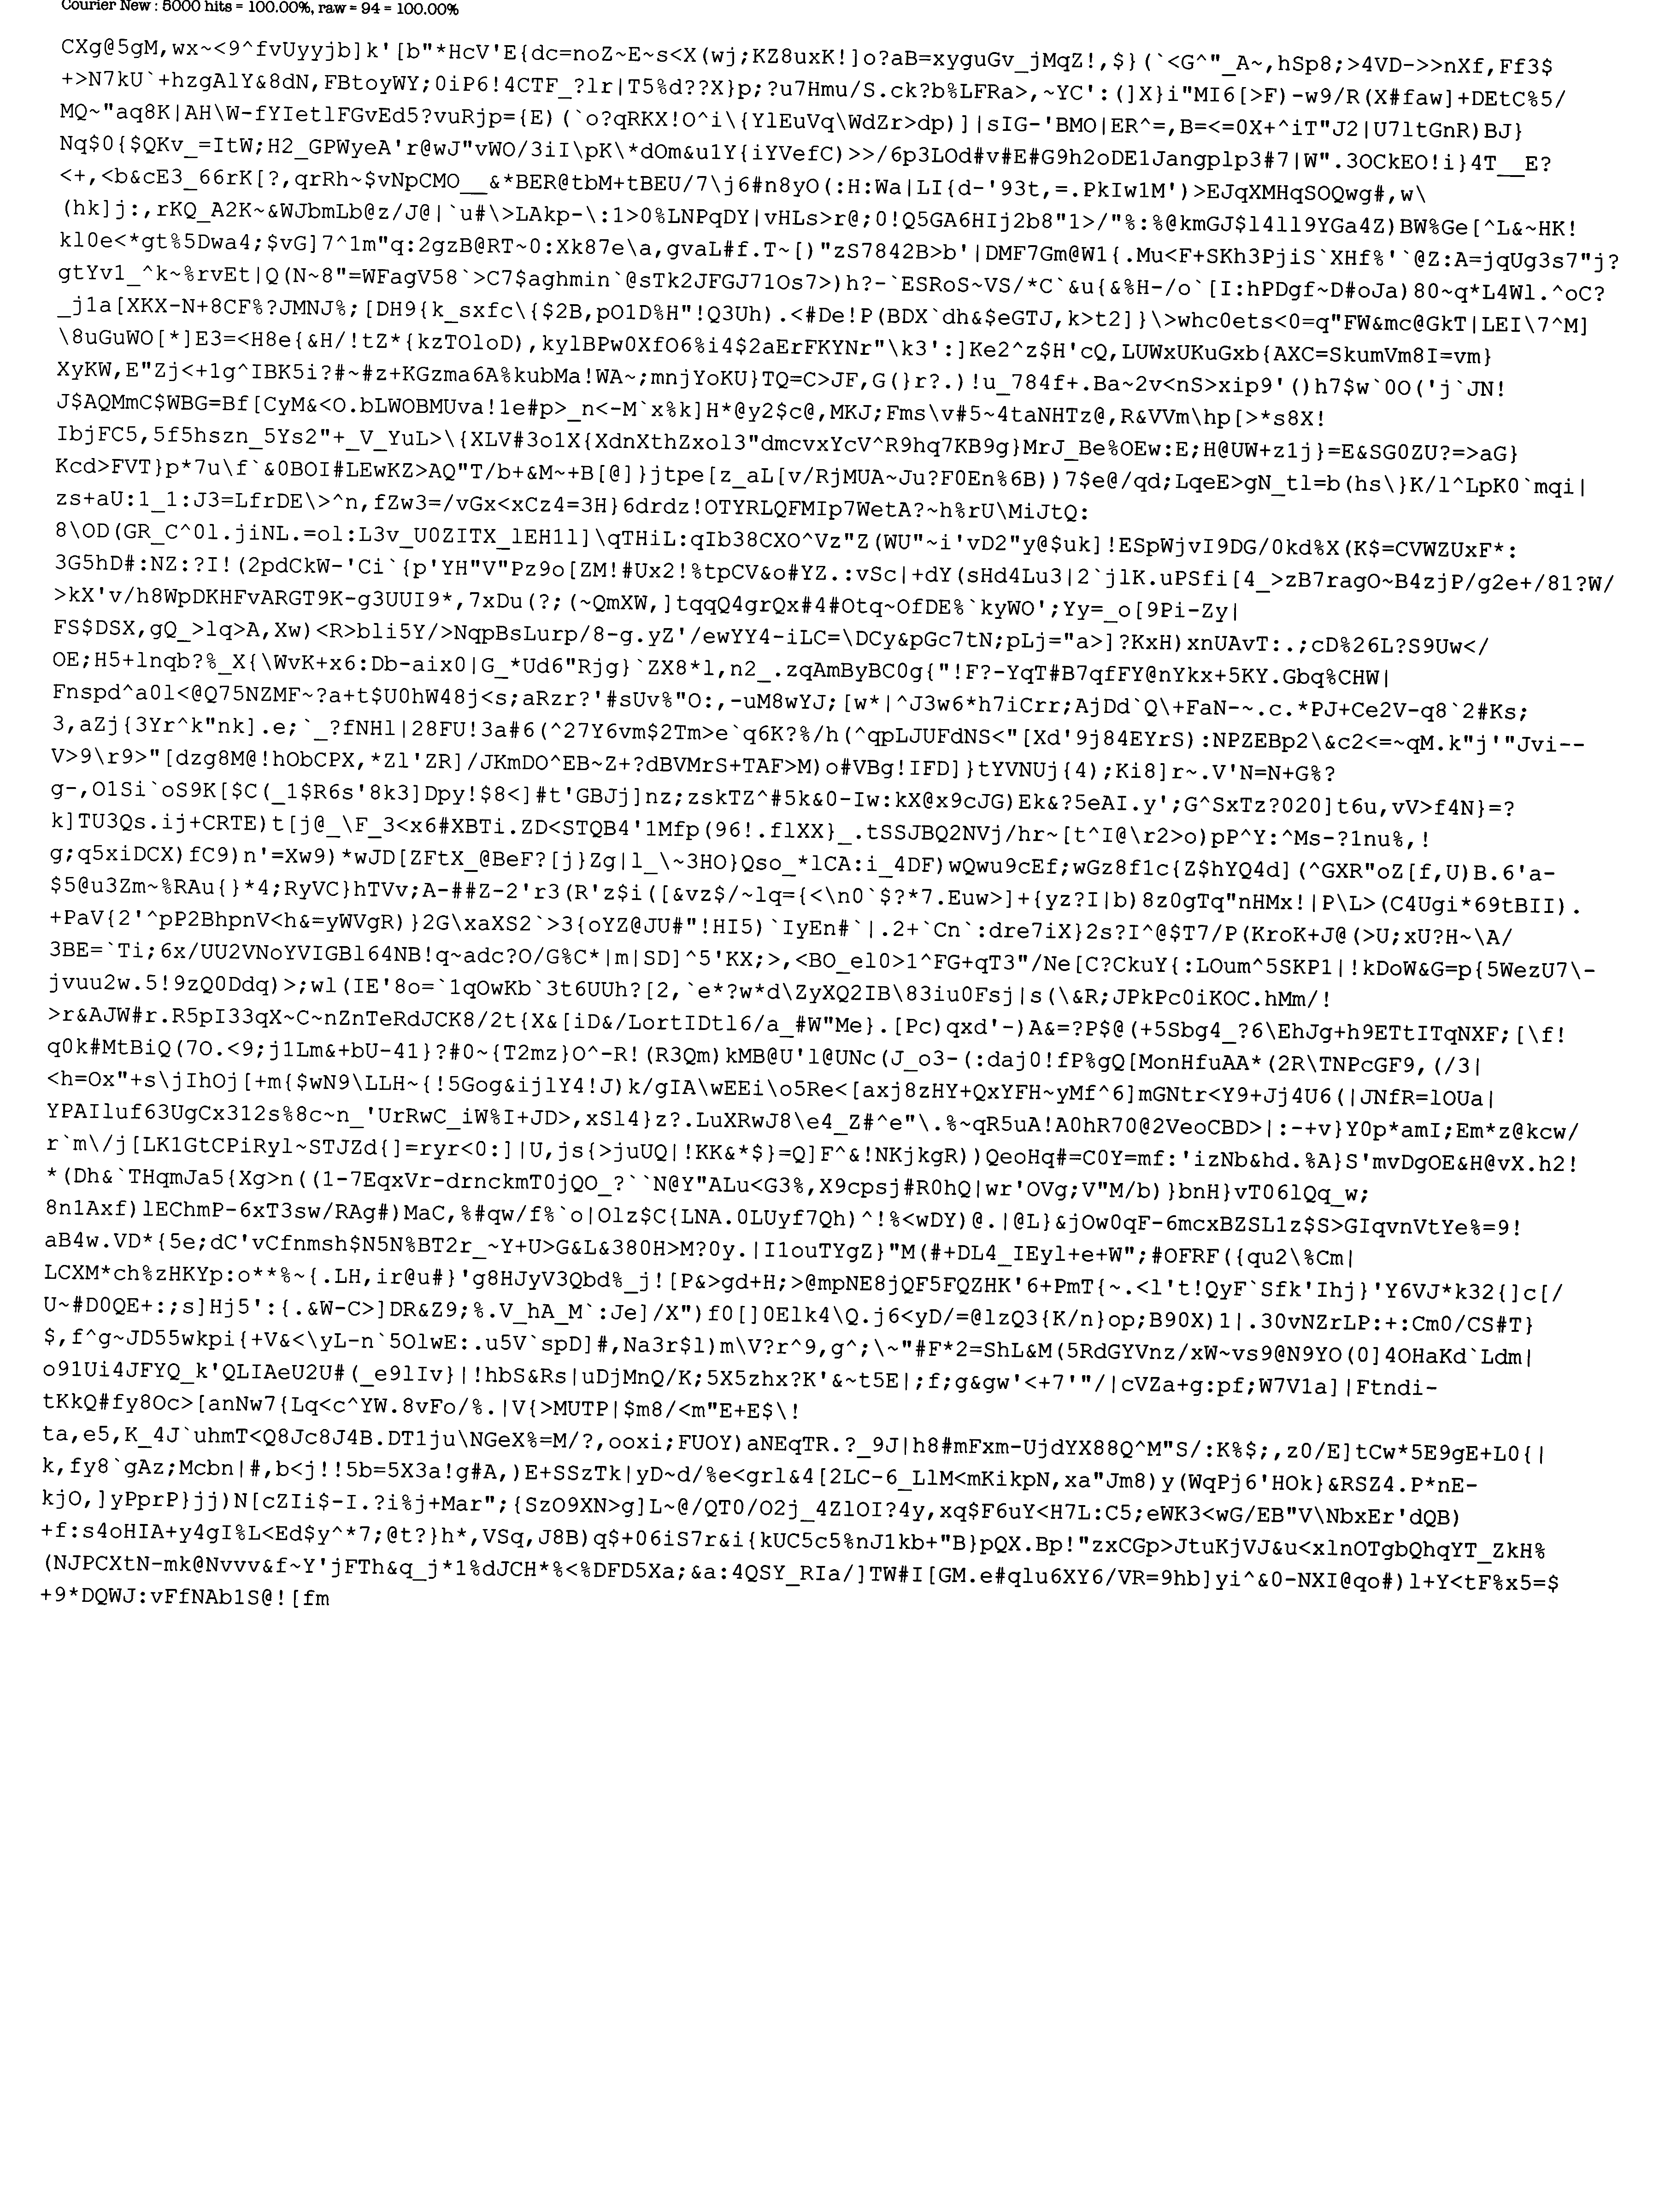 Courier New : 5000 hits = 100.00%, raw = 94 = 100.00%
CXg@5gM,wx~<9^fvUyyjb]k'[b"*HcV'E{dc=noZ~E~s<X(wj;KZ8uxK!]o?aB=xyguGv_jMqZ!,$}(`<G^"_A~,hSp8;>4VD->>nXf,Ff3$
+>N7kU`+hzgAlY&8dN,FBtoyWY;0iP6!4CTF_?lr|T5%d??X}p;?u7Hmu/S.ck?b%LFRa>,~YC':(]X}i"MI6[>F)-w9/R(X#faw]+DEtC%5/
MQ~"aq8K|AH\W-fYIetlFGvEd5?vuRjp={E)(`o?qRKX!O^i\{YlEuVq\WdZr>dp)]|sIG-'BMO|ER^=,B=<=0X+^iT"J2|U7ltGnR)BJ}
Nq$0{$QKv_=ItW;H2_GPWyeA'r@wJ"vWO/3iI\pK\*dOm&u1Y{iYVefC)>>/6p3LOd#v#E#G9h2oDE1Jangplp3#7|W".3OCkEO!i}4T__E?
<+,<b&cE3_66rK[?,qrRh~$vNpCMO__&*BER@tbM+tBEU/7\j6#n8yO(:H:Wa|LI{d-'93t,=.PkIw1M')>EJqXMHqSOQwg#,w\
(hk]j:,rKQ_A2K~&WJbmLb@z/J@|`u#\>LAkp-\:1>0%LNPqDY|vHLs>r@;0!Q5GA6HIj2b8"1>/"%:%@kmGJ$l4ll9YGa4Z)BW%Ge[^L&~HK!
kl0e<*gt%5Dwa4;$vG]7^1m"q:2gzB@RT~0:Xk87e\a,gvaL#f.T~[)"zS7842B>b'|DMF7Gm@W1{.Mu<F+SKh3PjiS`XHf%'`@Z:A=jqUg3s7"j?
gtYv1_^k~%rvEt|Q(N~8"=WFagV58`>C7$aghmin`@sTk2JFGJ71Os7>)h?-`ESRoS~VS/*C`&u{&%H-/o`[I:hPDgf~D#oJa)80~q*L4Wl.^oC?
_j1a[XKX-N+8CF%?JMNJ%;[DH9{k_sxfc\{$2B,pO1D%H"!Q3Uh).<#De!P(BDX`dh&$eGTJ,k>t2]}\>whc0ets<0=q"FW&mc@GkT|LEI\7^M]
\8uGuWO[*]E3=<H8e{&H/!tZ*{kzTOloD),kylBPw0XfO6%i4$2aErFKYNr"\k3':]Ke2^z$H'cQ,LUWxUKuGxb{AXC=SkumVm8I=vm}
XyKW,E"Zj<+1g^IBK5i?#~#z+KGzma6A%kubMa!WA~;mnjYoKU}TQ=C>JF,G(}r?.)!u_784f+.Ba~2v<nS>xip9'()h7$w`0O('j`JN!
J$AQMmC$WBG=Bf[CyM&<O.bLWOBMUva!1e#p>_n<-M`x%k]H*@y2$c@,MKJ;Fms\v#5~4taNHTz@,R&VVm\hp[>*s8X!
IbjFC5,5f5hszn_5Ys2"+_V_YuL>\{XLV#3o1X{XdnXthZxol3"dmcvxYcV^R9hq7KB9g}MrJ_Be%OEw:E;H@UW+z1j}=E&SG0ZU?=>aG}
Kcd>FVT}p*7u\f`&0BOI#LEwKZ>AQ"T/b+&M~+B[@]}jtpe[z_aL[v/RjMUA~Ju?F0En%6B))7$e@/qd;LqeE>gN_tl=b(hs\}K/l^LpK0`mqi|
zs+aU:1_1:J3=LfrDE\>^n,fZw3=/vGx<xCz4=3H}6drdz!OTYRLQFMIp7WetA?~h%rU\MiJtQ:
8\OD(GR_C^0l.jiNL.=ol:L3v_U0ZITX_lEH1l]\qTHiL:qIb38CXO^Vz"Z(WU"~i'vD2"y@$uk]!ESpWjvI9DG/0kd%X(K$=CVWZUxF*:
3G5hD#:NZ:?I!(2pdCkW-'Ci`{p'YH"V"Pz9o[ZM!#Ux2!%tpCV&o#YZ.:vSc|+dY(sHd4Lu3|2`jlK.uPSfi[4_>zB7ragO~B4zjP/g2e+/81?W/
>kX'v/h8WpDKHFvARGT9K-g3UUI9*,7xDu(?;(~QmXW,]tqqQ4grQx#4#Otq~OfDE%`kyWO';Yy=_o[9Pi-Zy|
FS$DSX,gQ_>lq>A,Xw)<R>bli5Y/>NqpBsLurp/8-g.yZ'/ewYY4-iLC=\DCy&pGc7tN;pLj="a>]?KxH)xnUAvT:.;cD%26L?S9Uw</
OE;H5+lnqb?%_X{\WvK+x6:Db-aix0|G_*Ud6"Rjg}`ZX8*l,n2_.zqAmByBC0g{"!F?-YqT#B7qfFY@nYkx+5KY.Gbq%CHW|
Fnspd^a0l<@Q75NZMF~?a+t$U0hW48j<s;aRzr?'#sUv%"O:,-uM8wYJ;[w*|^J3w6*h7iCrr;AjDd`Q\+FaN-~.c.*PJ+Ce2V-q8`2#Ks;
3,aZj{3Yr^k"nk].e;`_?fNHl|28FU!3a#6(^27Y6vm$2Tm>e`q6K?%/h(^qpLJUFdNS<"[Xd'9j84EYrS):NPZEBp2\&c2<=~qM.k"j'"Jvi--
V>9\r9>"[dzg8M@!hObCPX,*Zl'ZR]/JKmDO^EB~Z+?dBVMrS+TAF>M)o#VBg!IFD]}tYVNUj{4);Ki8]r~.V'N=N+G%?
g-,O1Si`oS9K[$C(_1$R6s'8k3]Dpy!$8<]#t'GBJj]nz;zskTZ^#5k&0-Iw:kX@x9cJG)Ek&?5eAI.y';G^SxTz?020]t6u,vV>f4N}=?
k]TU3Qs.ij+CRTE)t[j@_\F_3<x6#XBTi.ZD<STQB4'1Mfp(96!.flXX}_.tSSJBQ2NVj/hr~[t^I@\r2>o)pP^Y:^Ms-?1nu%,!
g;q5xiDCX)fC9)n'=Xw9)*wJD[ZFtX_@BeF?[j}Zg|l_\~3HO}Qso_*lCA:i_4DF)wQwu9cEf;wGz8f1c{Z$hYQ4d](^GXR"oZ[f,U)B.6'a-
$5@u3Zm~%RAu{}*4;RyVC}hTVv;A-##Z-2'r3(R'z$i([&vz$/~lq={<\n0`$?*7.Euw>]+{yz?I|b)8z0gTq"nHMx!|P\L>(C4Ugi*69tBII).
+PaV{2'^pP2BhpnV<h&=yWVgR)}2G\xaXS2`>3{oYZ@JU#"!HI5)`IyEn#`|.2+`Cn`:dre7iX}2s?I^@$T7/P(KroK+J@(>U;xU?H~\A/
3BE=`Ti;6x/UU2VNoYVIGBl64NB!q~adc?O/G%C*|m|SD]^5'KX;>,<BO_el0>1^FG+qT3"/Ne[C?CkuY{:LOum^5SKP1|!kDoW&G=p{5WezU7\-
jvuu2w.5!9zQ0Ddq)>;wl(IE'8o=`1qOwKb`3t6UUh?[2,`e*?w*d\ZyXQ2IB\83iu0Fsj|s(\&R;JPkPc0iKOC.hMm/!
>r&AJW#r.R5pI33qX~C~nZnTeRdJCK8/2t{X&[iD&/LortIDtl6/a_#W"Me}.[Pc)qxd'-)A&=?P$@(+5Sbg4_?6\EhJg+h9ETtITqNXF;[\f!
q0k#MtBiQ(7O.<9;j1Lm&+bU-41}?#0~{T2mz}O^-R!(R3Qm)kMB@U'l@UNc(J_o3-(:daj0!fP%gQ[MonHfuAA*(2R\TNPcGF9,(/3|
<h=Ox"+s\jIhOj[+m{$wN9\LLH~{!5Gog&ijlY4!J)k/gIA\wEEi\o5Re<[axj8zHY+QxYFH~yMf^6]mGNtr<Y9+Jj4U6(|JNfR=lOUa|
YPAIluf63UgCx312s%8c~n_'UrRwC_iW%I+JD>,xSl4}z?.LuXRwJ8\e4_Z#^e"\.%~qR5uA!A0hR70@2VeoCBD>|:-+v}Y0p*amI;Em*z@kcw/
r`m\/j[LK1GtCPiRyl~STJZd{]=ryr<0:]|U,js{>juUQ|!KK&*$}=Q]F^&!NKjkgR))QeoHq#=C0Y=mf:'izNb&hd.%A}S'mvDgOE&H@vX.h2!
*(Dh&`THqmJa5{Xg>n((1-7EqxVr-drnckmT0jQO_?``N@Y"ALu<G3%,X9cpsj#R0hQ|wr'OVg;V"M/b)}bnH}vT06lQq_w;
8n1Axf)lEChmP-6xT3sw/RAg#)MaC,%#qw/f%`o|Olz$C{LNA.0LUyf7Qh)^!%<wDY)@.|@L}&jOw0qF-6mcxBZSL1z$S>GIqvnVtYe%=9!
aB4w.VD*{5e;dC'vCfnmsh$N5N%BT2r_~Y+U>G&L&380H>M?0y.|I1ouTYgZ}"M(#+DL4_IEyl+e+W";#OFRF({qu2\%Cm|
LCXM*ch%zHKYp:o**%~{.LH,ir@u#}'g8HJyV3Qbd%_j![P&>gd+H;>@mpNE8jQF5FQZHK'6+PmT{~.<l't!QyF`Sfk'Ihj}'Y6VJ*k32{]c[/
U~#D0QE+:;s]Hj5':{.&W-C>]DR&Z9;%.V_hA_M`:Je]/X")f0[]0Elk4\Q.j6<yD/=@lzQ3{K/n}op;B90X)1|.30vNZrLP:+:Cm0/CS#T}
$,f^g~JD55wkpi{+V&<\yL-n`5OlwE:.u5V`spD]#,Na3r$l)m\V?r^9,g^;\~"#F*2=ShL&M(5RdGYVnz/xW~vs9@N9YO(0]4OHaKd`Ldm|
o91Ui4JFYQ_k'QLIAeU2U#(_e9lIv}|!hbS&Rs|uDjMnQ/K;5X5zhx?K'&~t5E|;f;g&gw'<+7'"/|cVZa+g:pf;W7V1a]|Ftndi-
tKkQ#fy8Oc>[anNw7{Lq<c^YW.8vFo/%.|V{>MUTP|$m8/<m"E+E$\!
ta,e5,K_4J`uhmT<Q8Jc8J4B.DT1ju\NGeX%=M/?,ooxi;FUOY)aNEqTR.?_9J|h8#mFxm-UjdYX88Q^M"S/:K%$;,z0/E]tCw*5E9gE+L0{|
k,fy8`gAz;Mcbn|#,b<j!!5b=5X3a!g#A,)E+SSzTk|yD~d/%e<grl&4[2LC-6_LlM<mKikpN,xa"Jm8)y(WqPj6'HOk}&RSZ4.P*nE-
kjO,]yPprP}jj)N[cZIi$-I.?i%j+Mar";{SzO9XN>g]L~@/QT0/O2j_4ZlOI?4y,xq$F6uY<H7L:C5;eWK3<wG/EB"V\NbxEr'dQB)
+f:s4oHIA+y4gI%L<Ed$y^*7;@t?}h*,VSq,J8B)q$+06iS7r&i{kUC5c5%nJ1kb+"B}pQX.Bp!"zxCGp>JtuKjVJ&u<xlnOTgbQhqYT_ZkH%
(NJPCXtN-mk@Nvvv&f~Y'jFTh&q_j*1%dJCH*%<%DFD5Xa;&a:4QSY_RIa/]TW#I[GM.e#qlu6XY6/VR=9hb]yi^&0-NXI@qo#)l+Y<tF%x5=$
+9*DQWJ:vFfNAb1S@![fm